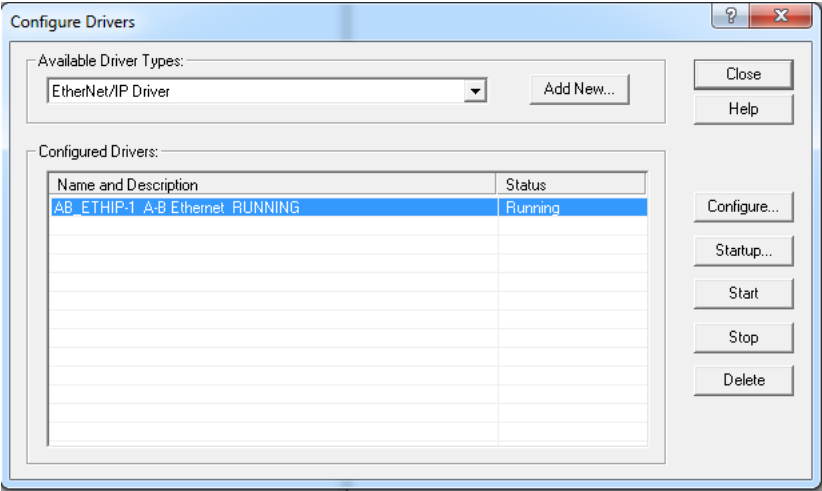 Configure Drivers
Available Driver Types:
EtherNet/IP Driver
Add New...
Close
Help
Configured Drivers:
Name and Description Status
AB_ETHIP-1 A-B Ethernet RUNNING Running
Configure...
Startup...
Start
Stop
Delete